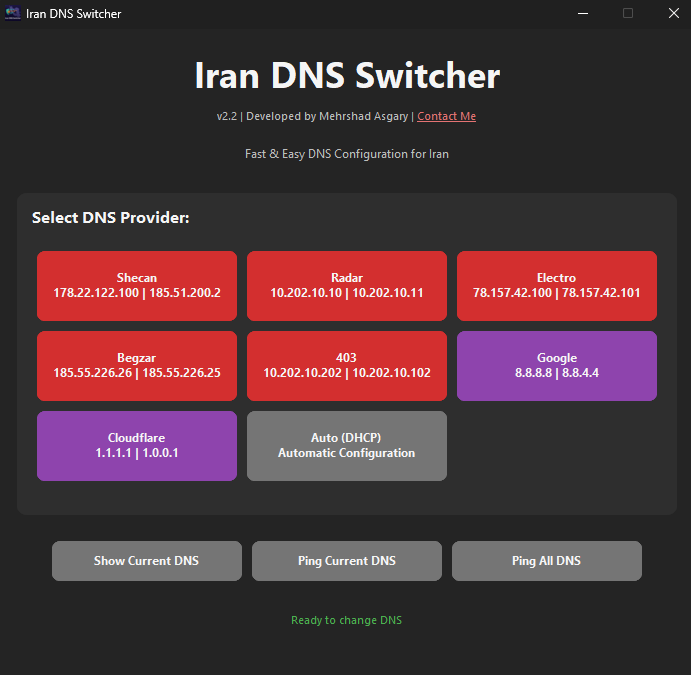 Iran DNS Switcher
Iran DNS Switcher
v2.2 | Developed by Mehrshad Asgary | Contact Me
Fast & Easy DNS Configuration for Iran
Select DNS Provider:
Shecan
178.22.122.100 | 185.51.200.2
Radar
10.202.10.10 | 10.202.10.11
Electro
78.157.42.100 | 78.157.42.101
Begzar
185.55.226.26 | 185.55.226.25
403
10.202.10.202 | 10.202.10.102
Google
8.8.8.8 | 8.8.4.4
Cloudflare
1.1.1.1 | 1.0.0.1
Auto (DHCP)
Automatic Configuration
Show Current DNS
Ping Current DNS
Ping All DNS
Ready to change DNS